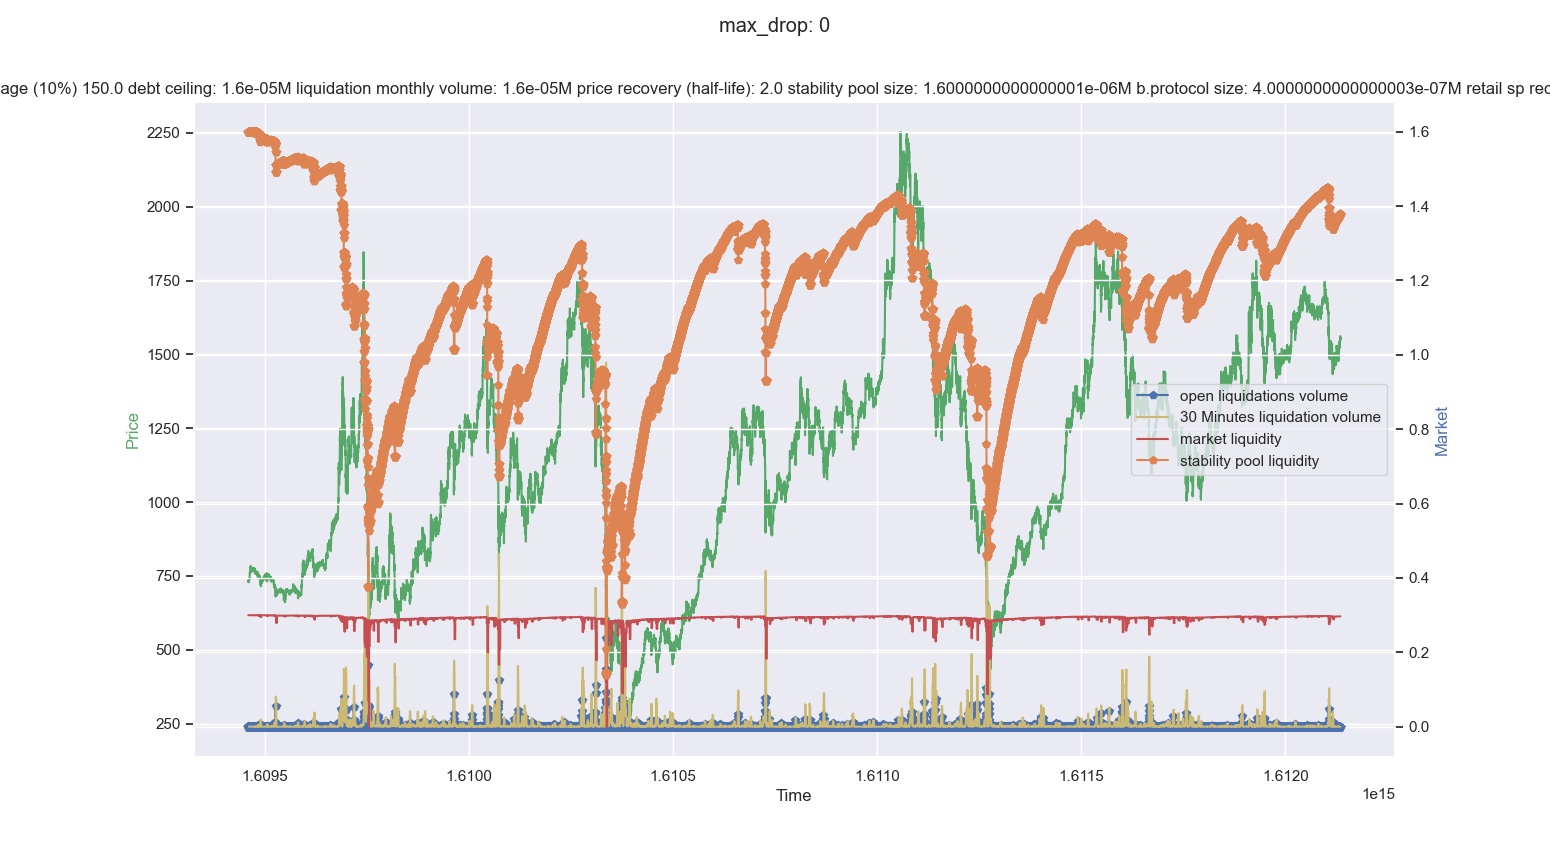 max_drop: 0
age (10%) 150.0 debt ceiling: 1.6e-05M liquidation monthly volume: 1.6e-05M price recovery (half-life): 2.0 stability pool size: 1.6000000000000001e-06M b.protocol size: 4.0000000000000003e-07M retail sp rec
2250
2000
1750
1500
1250
1000
750
500
250
Price
1.6
1.4
1.2
1.0
0.8
0.6
0.4
0.2
0.0
Market
open liquidations volume
30 Minutes liquidation volume
market liquidity
stability pool liquidity
1.6095
1.6100
1.6105
1.6110
1.6115
1.6120
Time
1e15